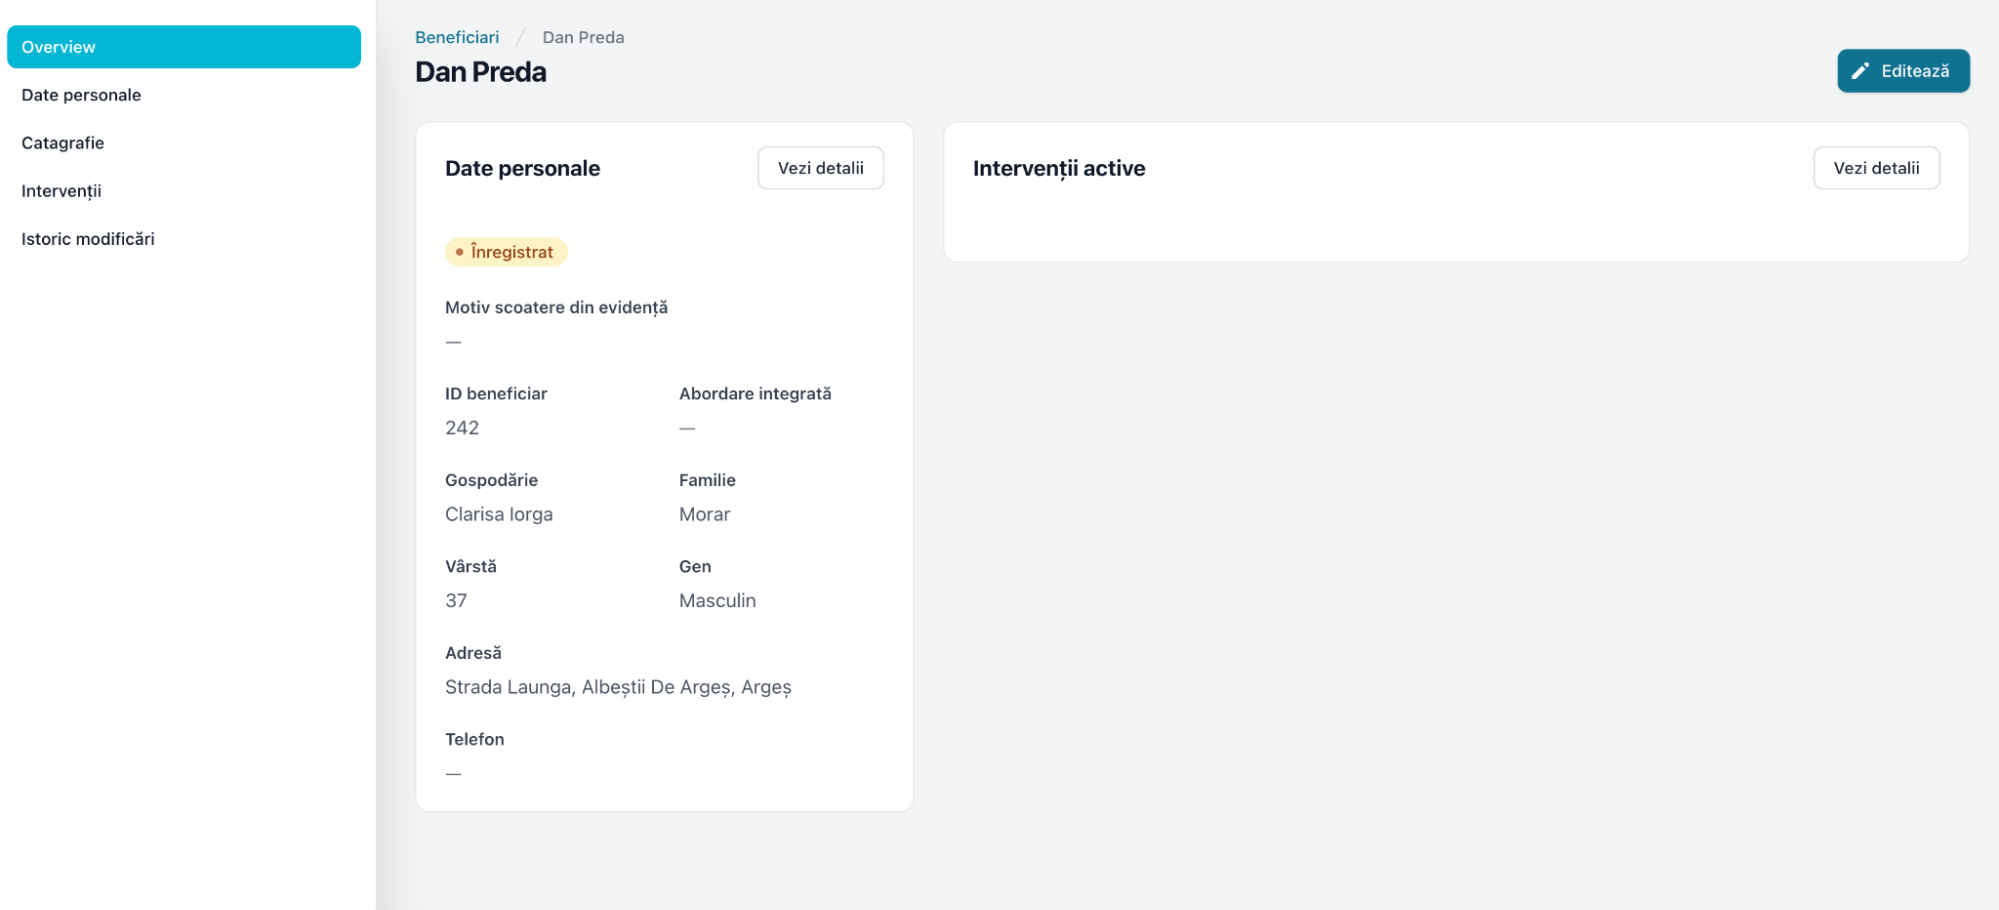 Overview
Date personale
Catagrafie
Intervenții
Istoric modificări
Beneficiari / Dan Preda
Dan Preda
Editează
Date personale
Vezi detalii
Înregistrat
Motiv scoatere din evidență
—
ID beneficiar
Abordare integrată
242
—
Gospodărie
Familie
Clarisa Iorga
Morar
Vârstă
Gen
37
Masculin
Adresă
Strada Launga, Albeștii De Argeș, Argeș
Telefon
—
Intervenții active
Vezi detalii